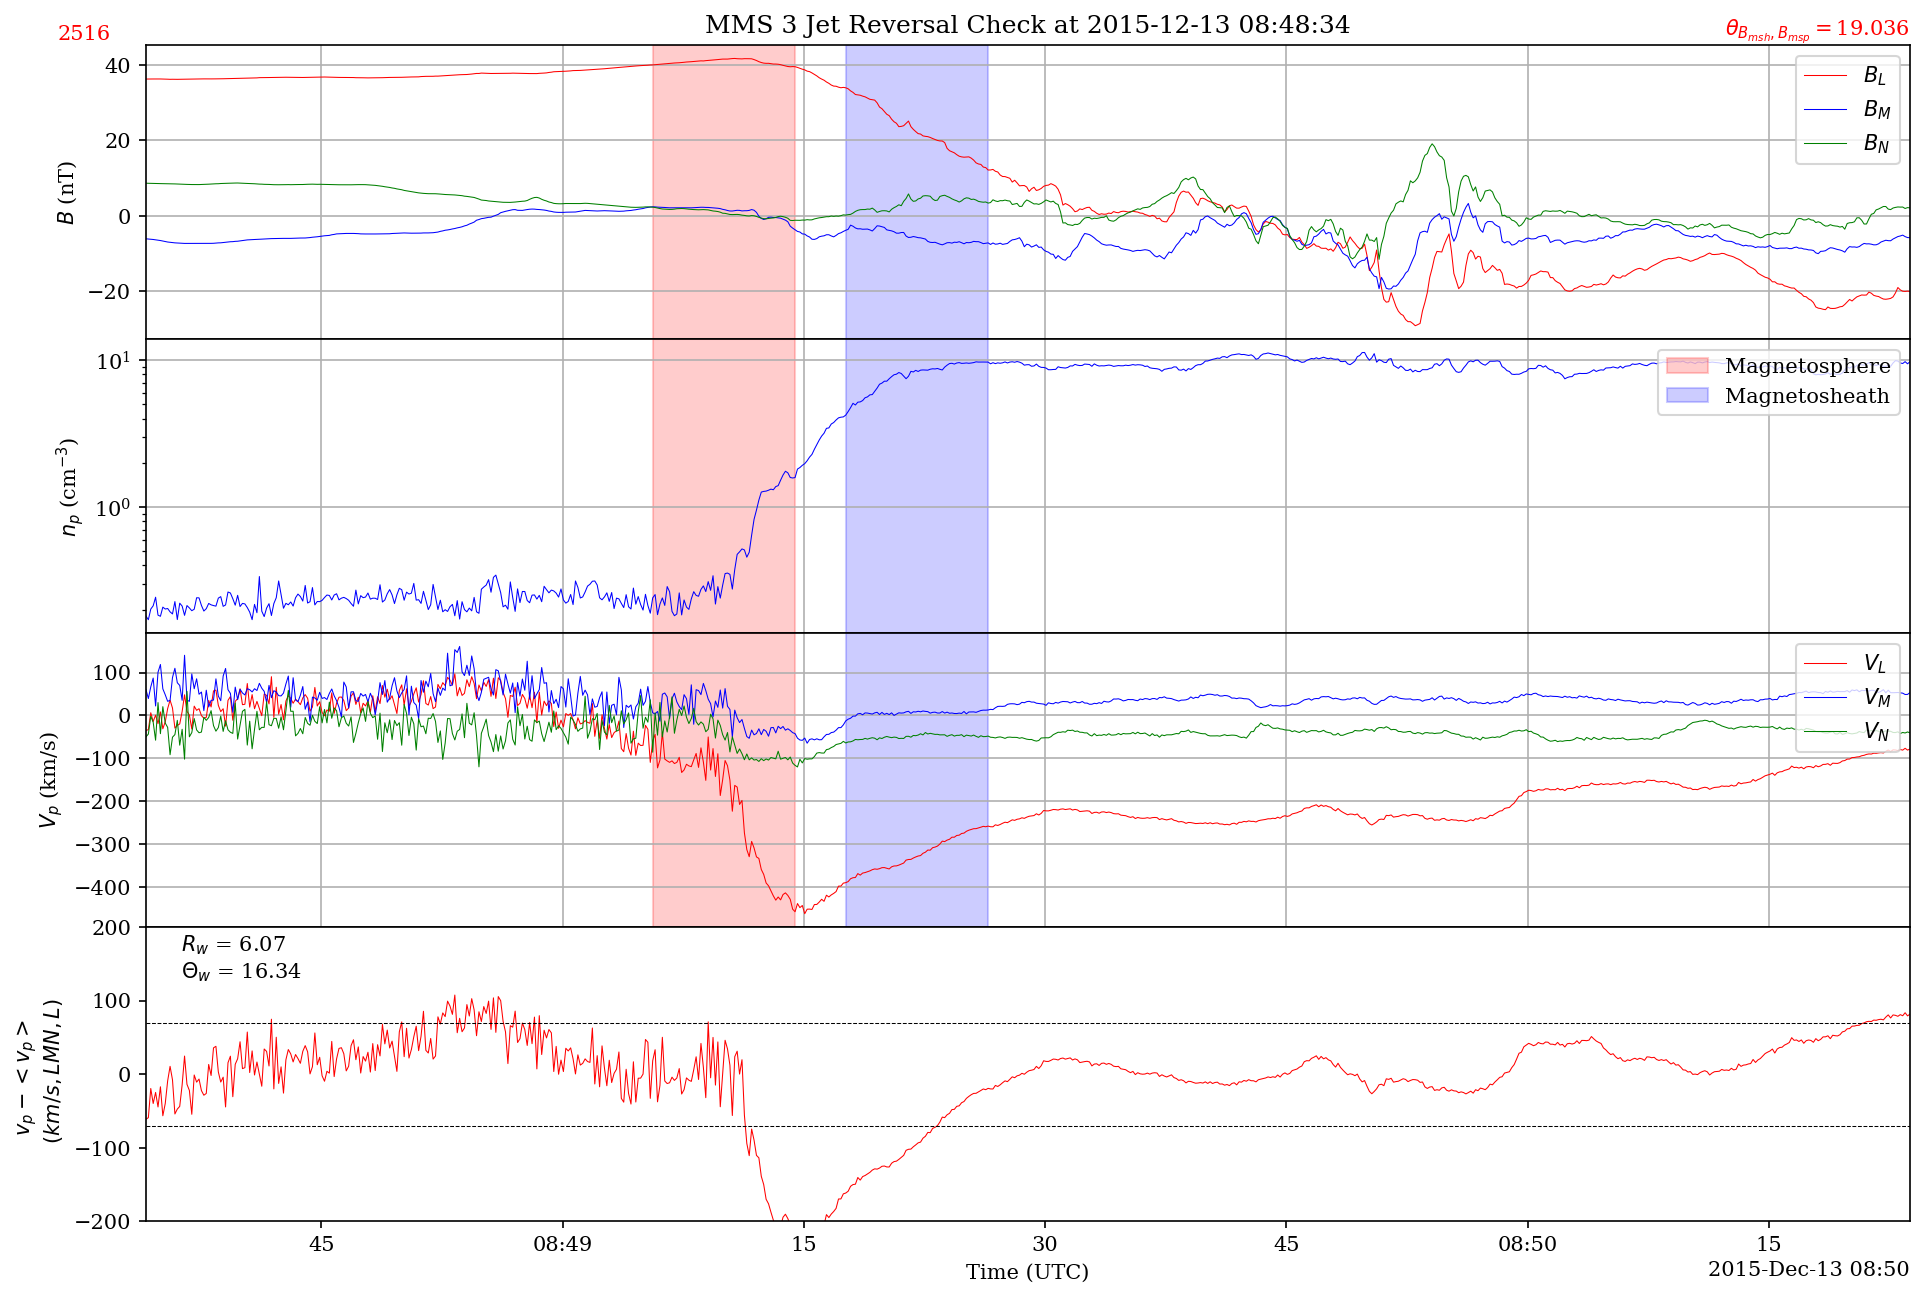 MMS 3 Jet Reversal Check at 2015-12-13 08:48:34
2516
θ_{B_{msh}, B_{msp}} = 19.036
40
20
0
−20
B (nT)
B_L
B_M
B_N
10^1
10^0
n_p (cm^{−3})
Magnetosphere
Magnetosheath
100
0
−100
−200
−300
−400
V_p (km/s)
V_L
V_M
V_N
200
100
0
−100
−200
v_p − < v_p >
(km/s, LMN, L)
R_w = 6.07
Θ_w = 16.34
45
08:49
15
30
45
08:50
15
Time (UTC)
2015-Dec-13 08:50